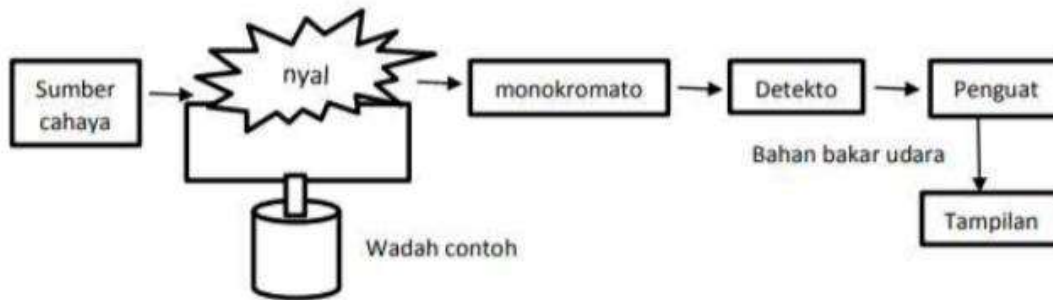 Sumber
cahaya
nyal
monokromato
Detekto
Penguat
Bahan bakar udara
Tampilan
Wadah contoh